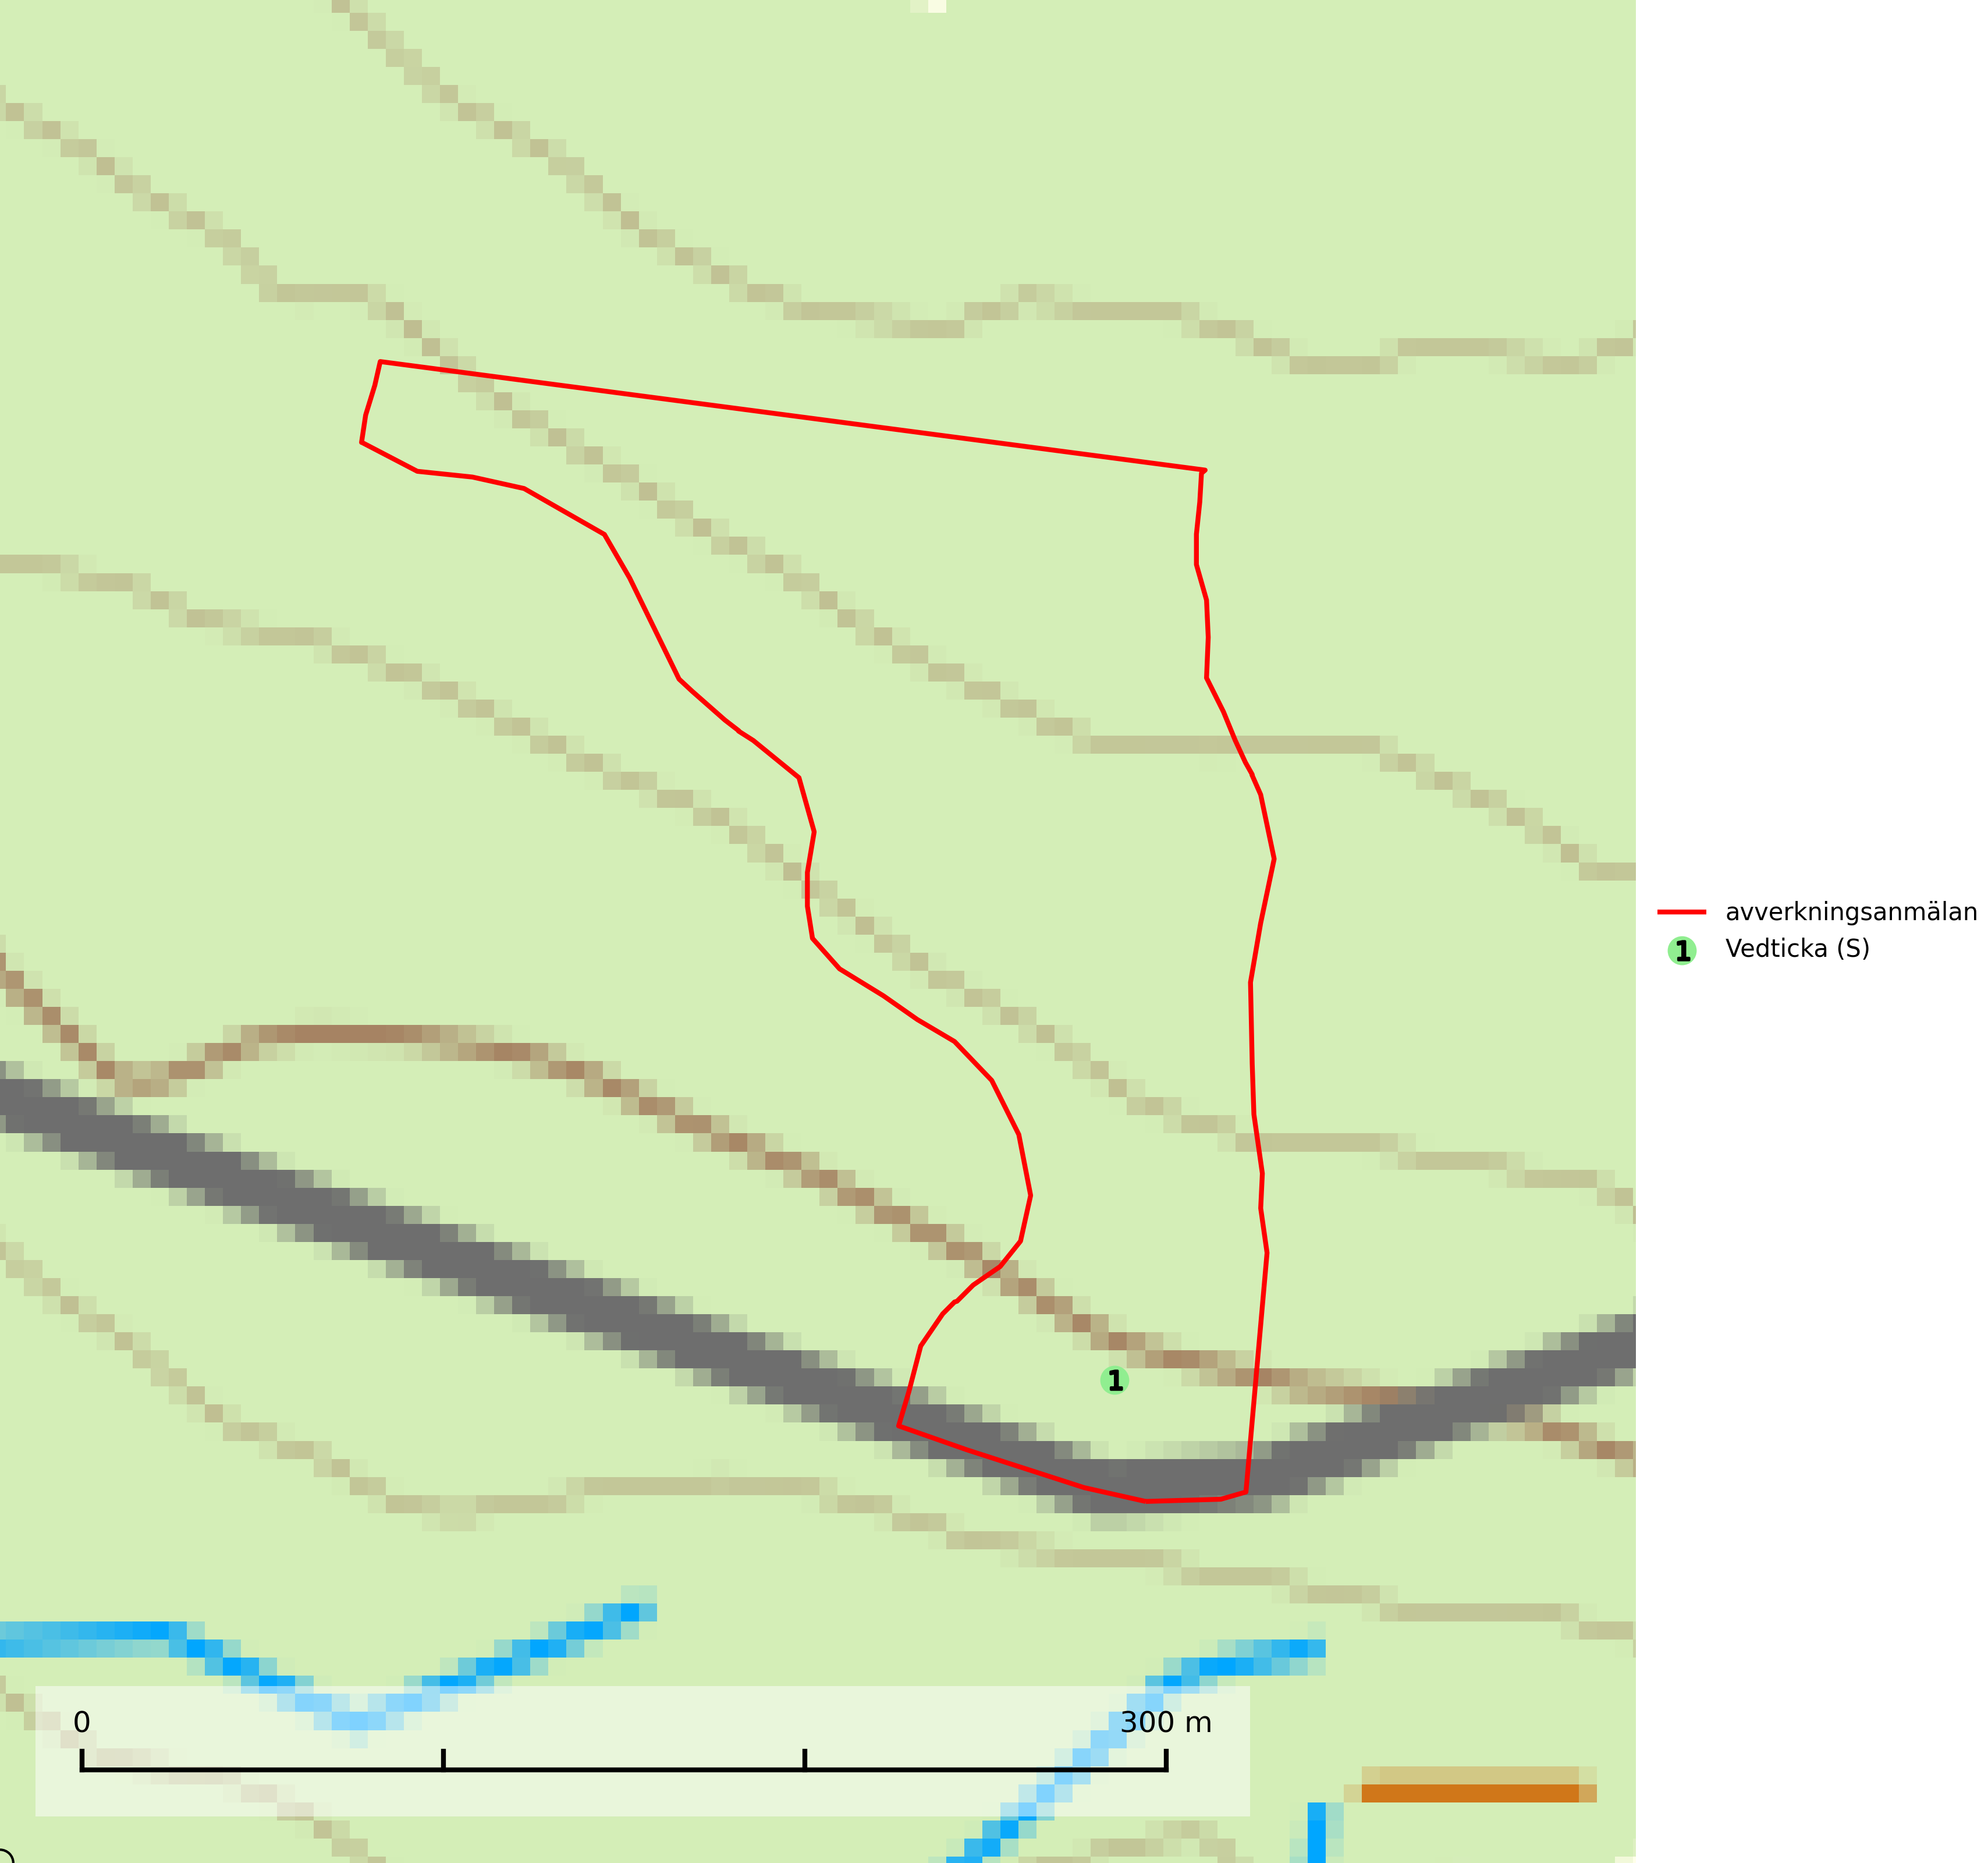 avverkningsanmälan
1 Vedticka (S)
1
0 300 m